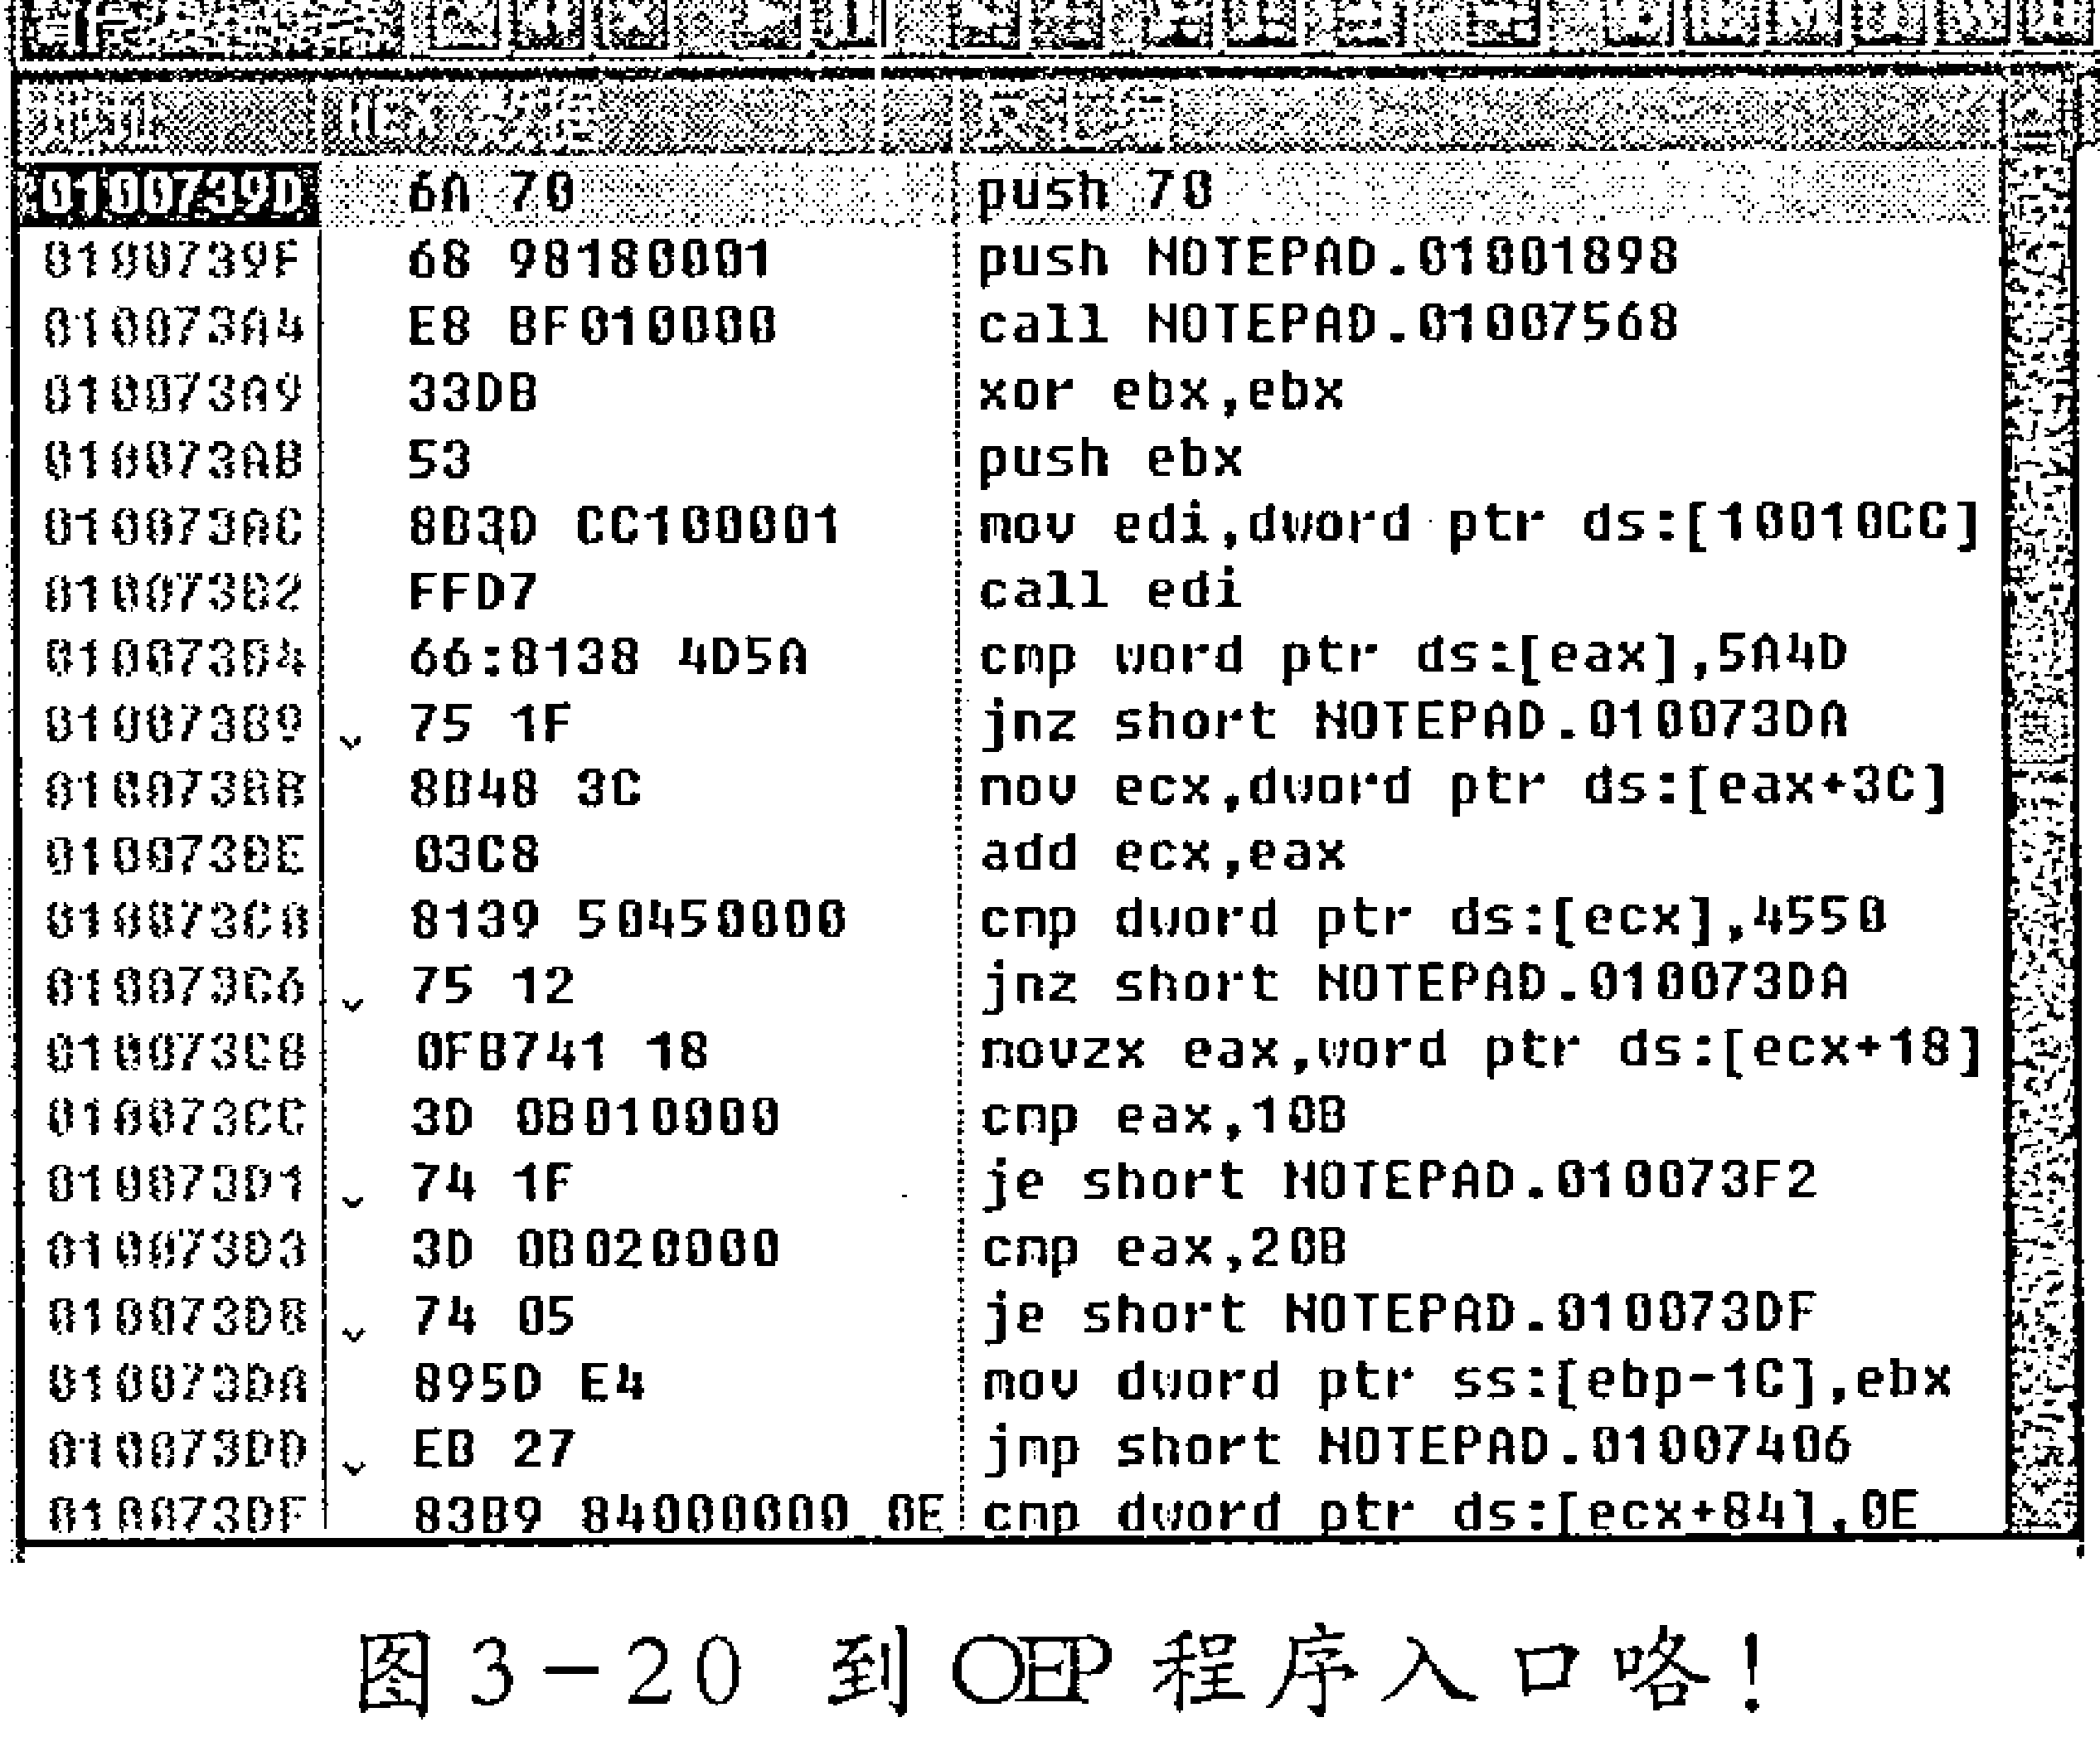 地址 HEX 数据 反汇编
0100739D 6A 70 push 70
0100739F 68 98180001 push NOTEPAD.01001898
010073A4 E8 BF010000 call NOTEPAD.01007568
010073A9 33DB xor ebx,ebx
010073AB 53 push ebx
010073AC 8B3D CC100001 mov edi,dword ptr ds:[10010CC]
010073B2 FFD7 call edi
010073B4 66:8138 4D5A cmp word ptr ds:[eax],5A4D
010073B9 75 1F jnz short NOTEPAD.010073DA
010073BB 8B48 3C mov ecx,dword ptr ds:[eax+3C]
010073BE 03C8 add ecx,eax
010073C0 8139 50450000 cmp dword ptr ds:[ecx],4550
010073C6 75 12 jnz short NOTEPAD.010073DA
010073C8 0FB741 18 movzx eax,word ptr ds:[ecx+18]
010073CC 3D 0B010000 cmp eax,10B
010073D1 74 1F je short NOTEPAD.010073F2
010073D3 3D 0B020000 cmp eax,20B
010073D8 74 05 je short NOTEPAD.010073DF
010073DA 895D E4 mov dword ptr ss:[ebp-1C],ebx
010073DD EB 27 jmp short NOTEPAD.01007406
010073DF 83B9 84000000 0E cmp dword ptr ds:[ecx+84],0E
图3-20 到OEP程序入口咯!